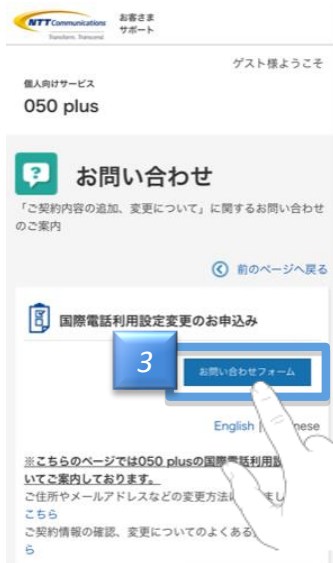 NTT Communications
Transform. Transcend.
お客さま
サポート
ゲスト様ようこそ
個人向けサービス
050 plus
お問い合わせ
「ご契約内容の追加、変更について」に関するお問い合わせ
のご案内
前のページへ戻る
国際電話利用設定変更のお申込み
3
お問い合わせフォーム
English |
※こちらのページでは050 plusの国際電話利用設
いてご案内しております。
ご住所やメールアドレスなどの変更方法は
こちら
ご契約情報の確認、変更についてのよくある
ら